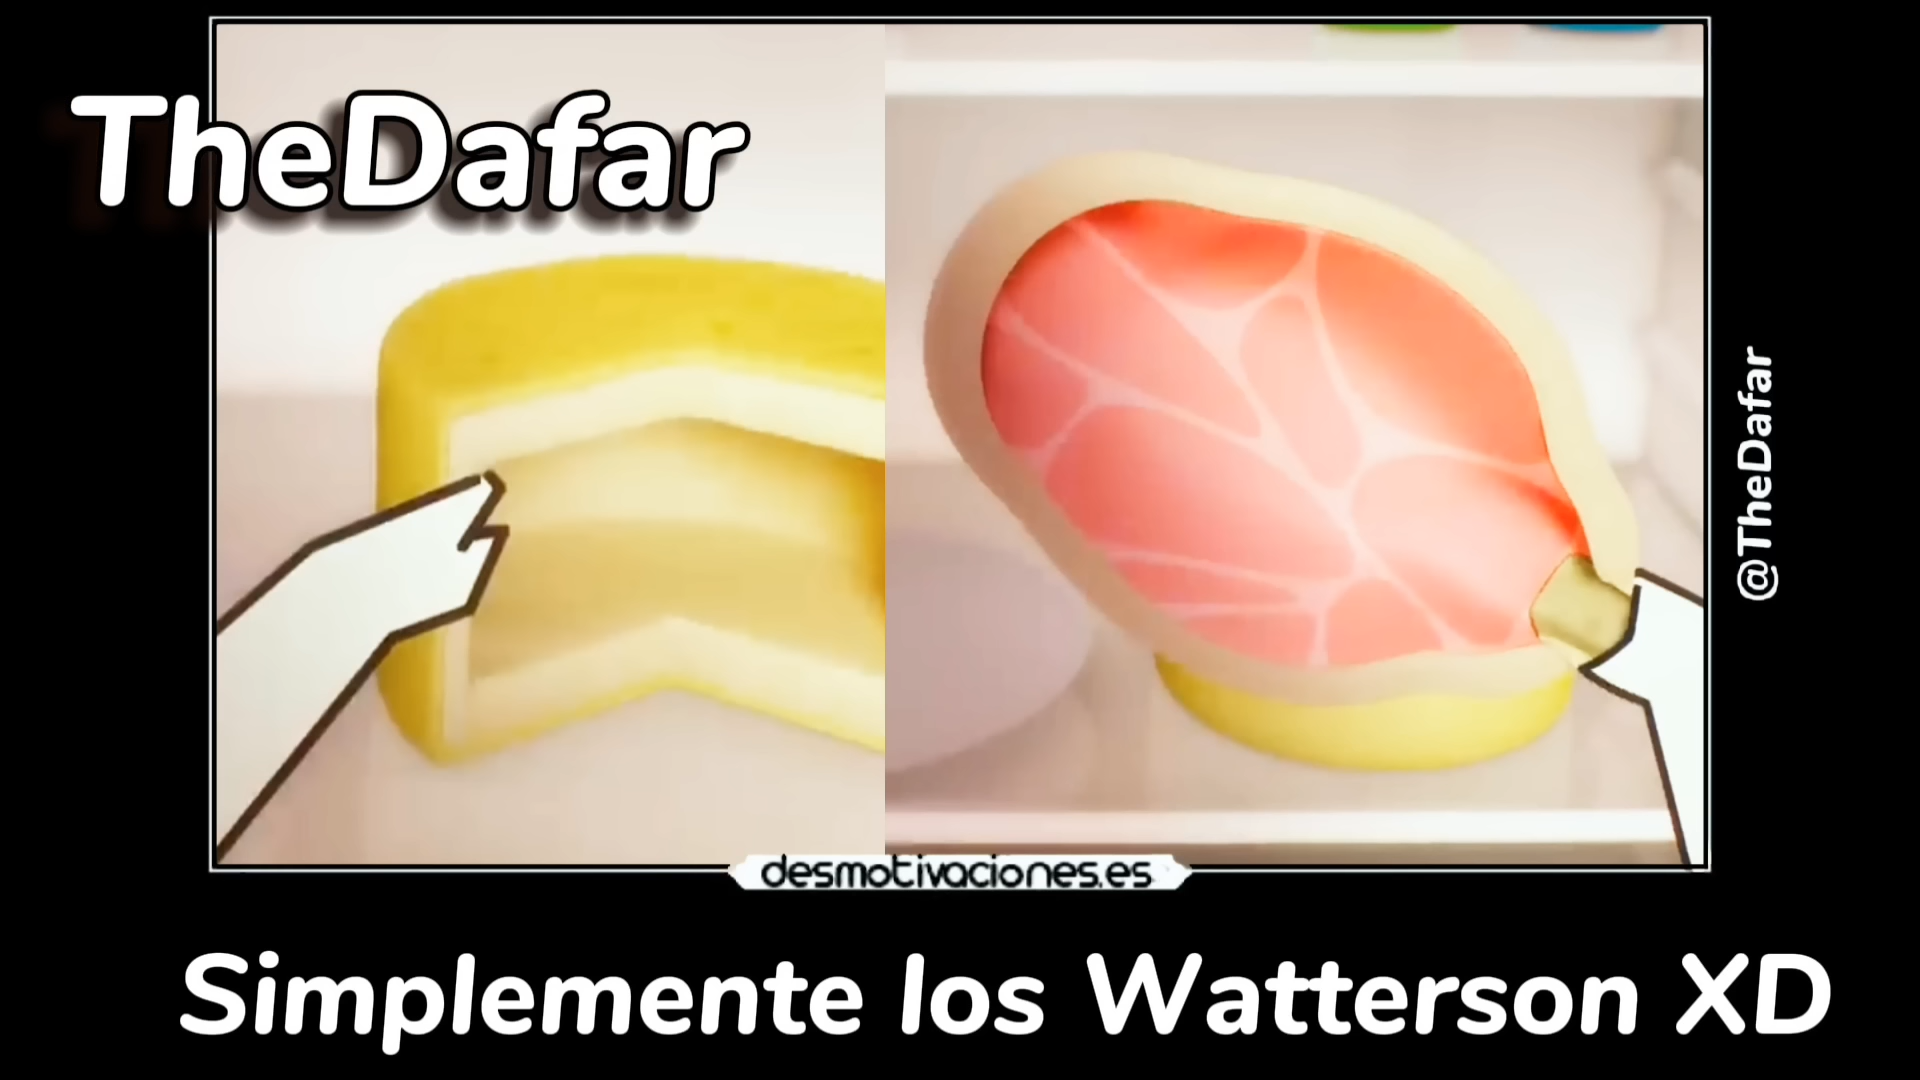 TheDafar
@TheDafar
desmotivaciones.es
Simplemente los Watterson XD